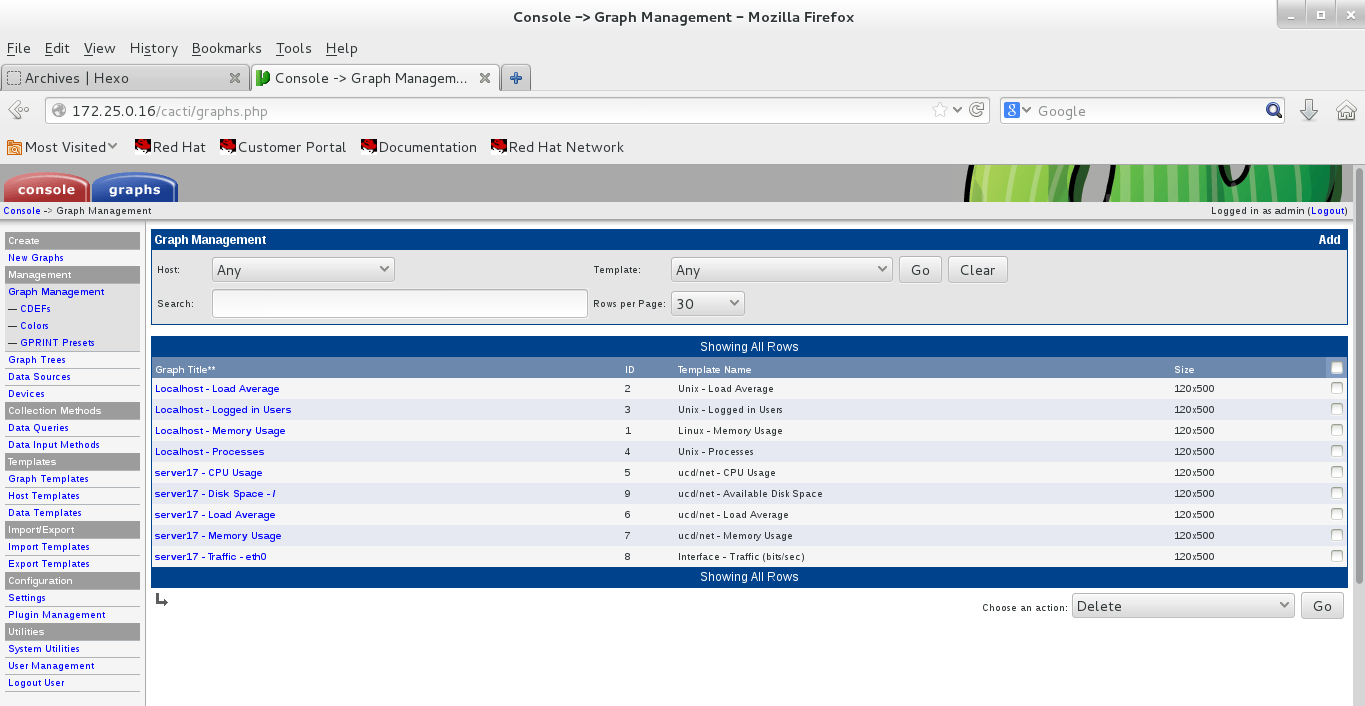 Console -> Graph Management - Mozilla Firefox
File Edit View History Bookmarks Tools Help
Archives | Hexo Console -> Graph Managem...
172.25.0.16/cacti/graphs.php 8 Google
Most Visited Red Hat Customer Portal Documentation Red Hat Network
console graphs
Console -> Graph Management Logged in as admin (Logout)
Create
New Graphs
Management
Graph Management
— CDEFs
— Colors
— GPRINT Presets
Graph Trees
Data Sources
Devices
Collection Methods
Data Queries
Data Input Methods
Templates
Graph Templates
Host Templates
Data Templates
Import/Export
Import Templates
Export Templates
Configuration
Settings
Plugin Management
Utilities
System Utilities
User Management
Logout User
Graph Management Add
Host: Any Template: Any Go Clear
Search: Rows per Page: 30
Showing All Rows
Graph Title** ID Template Name Size
Localhost - Load Average 2 Unix - Load Average 120x500
Localhost - Logged in Users 3 Unix - Logged in Users 120x500
Localhost - Memory Usage 1 Linux - Memory Usage 120x500
Localhost - Processes 4 Unix - Processes 120x500
server17 - CPU Usage 5 ucd/net - CPU Usage 120x500
server17 - Disk Space - / 9 ucd/net - Available Disk Space 120x500
server17 - Load Average 6 ucd/net - Load Average 120x500
server17 - Memory Usage 7 ucd/net - Memory Usage 120x500
server17 - Traffic - eth0 8 Interface - Traffic (bits/sec) 120x500
Showing All Rows
Choose an action: Delete Go